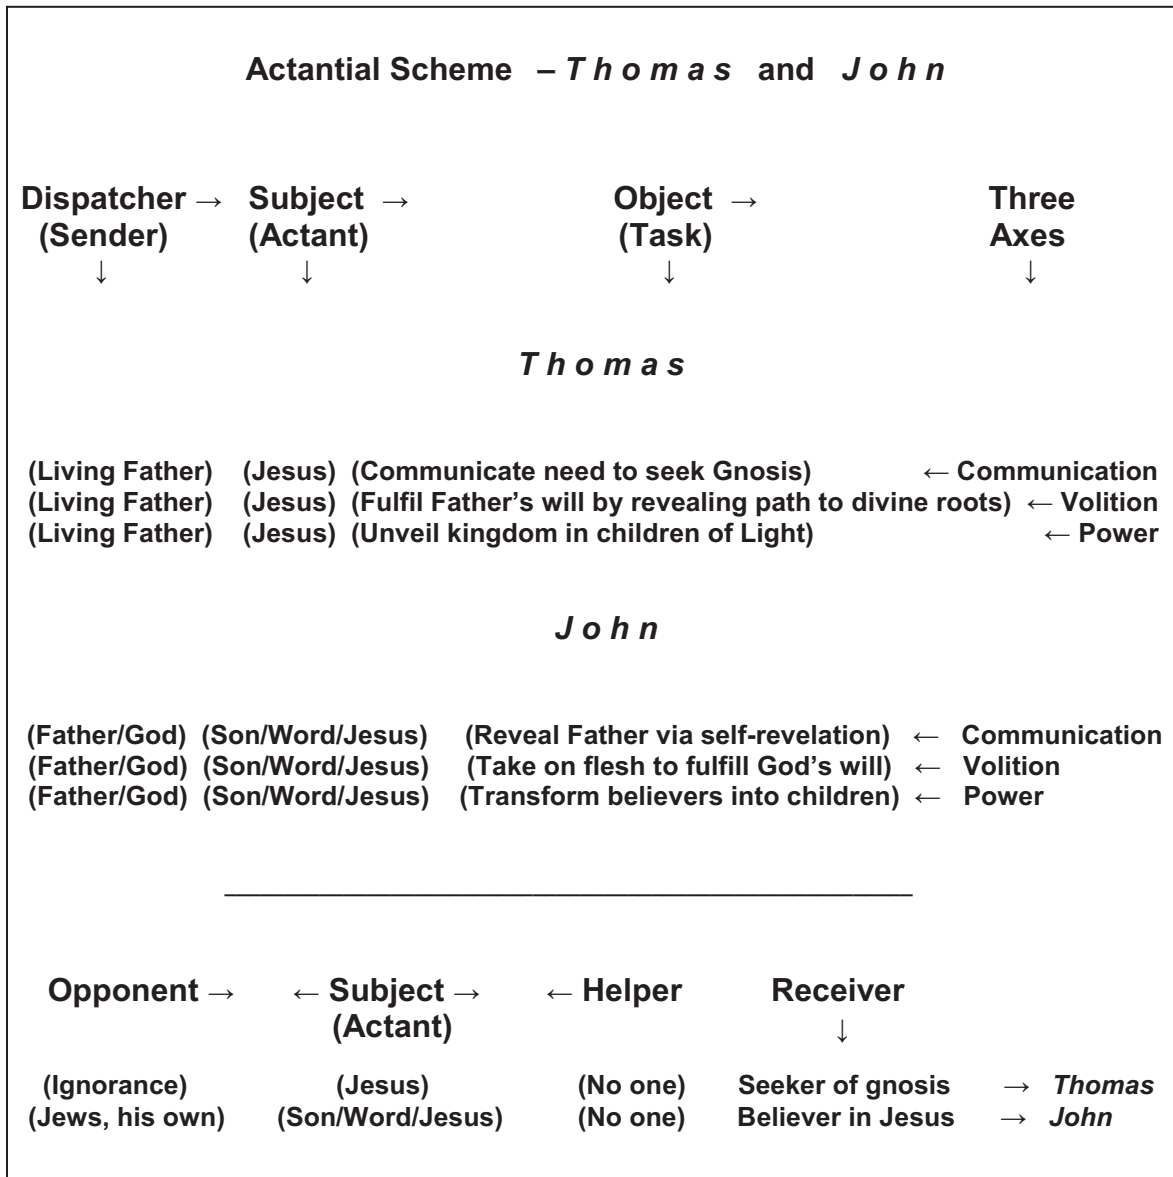 Actantial Scheme – Thomas and John
Dispatcher → Subject → Object → Three
(Sender) (Actant) (Task) Axes
↓ ↓ ↓ ↓
Thomas
(Living Father) (Jesus) (Communicate need to seek Gnosis) ← Communication
(Living Father) (Jesus) (Fulfil Father's will by revealing path to divine roots) ← Volition
(Living Father) (Jesus) (Unveil kingdom in children of Light) ← Power
John
(Father/God) (Son/Word/Jesus) (Reveal Father via self-revelation) ← Communication
(Father/God) (Son/Word/Jesus) (Take on flesh to fulfill God's will) ← Volition
(Father/God) (Son/Word/Jesus) (Transform believers into children) ← Power
Opponent → ← Subject → ← Helper Receiver
(Actant) ↓
(Ignorance) (Jesus) (No one) Seeker of gnosis → Thomas
(Jews, his own) (Son/Word/Jesus) (No one) Believer in Jesus → John